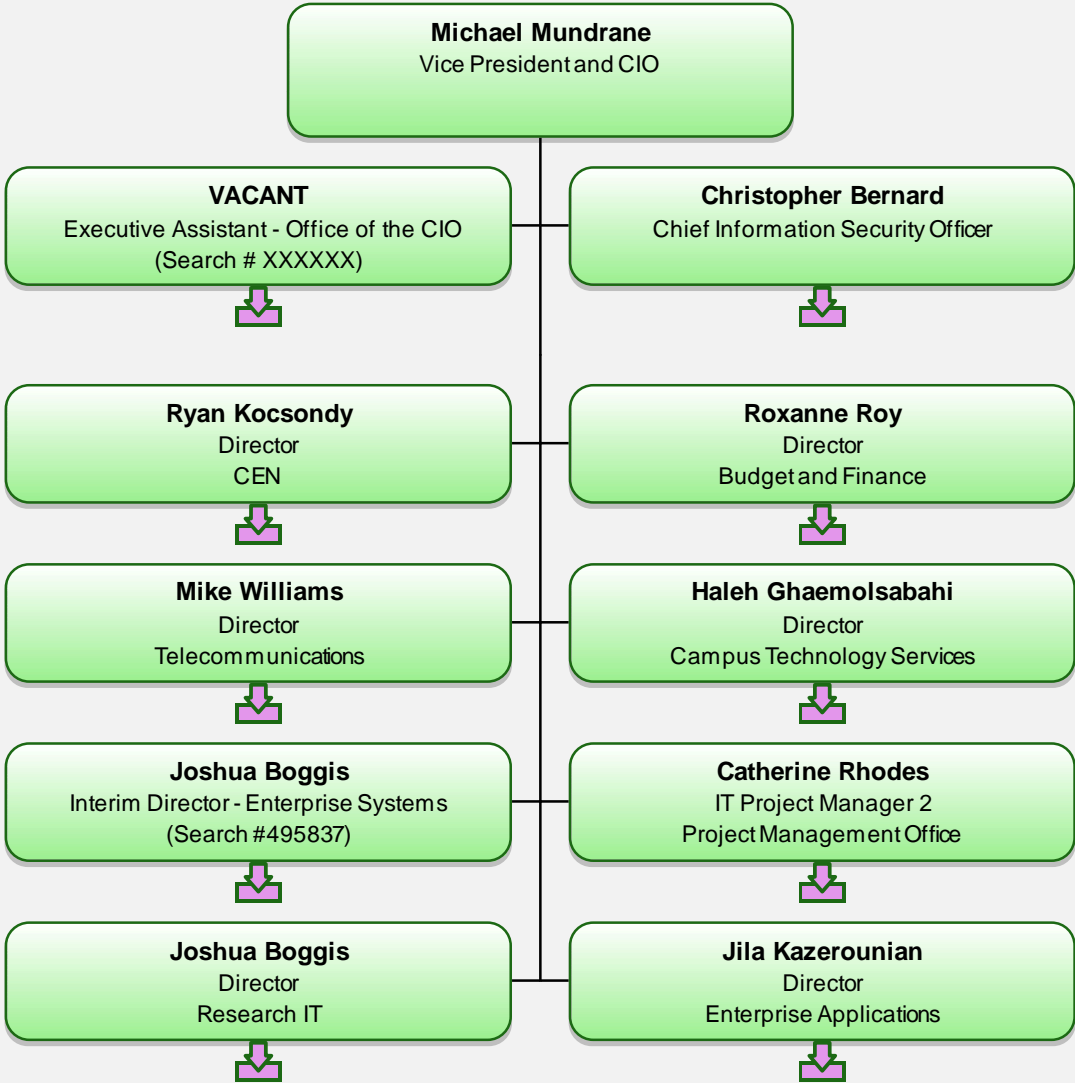 Michael Mundrane
Vice President and CIO
VACANT
Executive Assistant - Office of the CIO
(Search # XXXXXX)
Christopher Bernard
Chief Information Security Officer
Ryan Kocsondy
Director
CEN
Roxanne Roy
Director
Budget and Finance
Mike Williams
Director
Telecommunications
Haleh Ghaemolsabahi
Director
Campus Technology Services
Joshua Boggis
Interim Director - Enterprise Systems
(Search #495837)
Catherine Rhodes
IT Project Manager 2
Project Management Office
Joshua Boggis
Director
Research IT
Jila Kazerounian
Director
Enterprise Applications